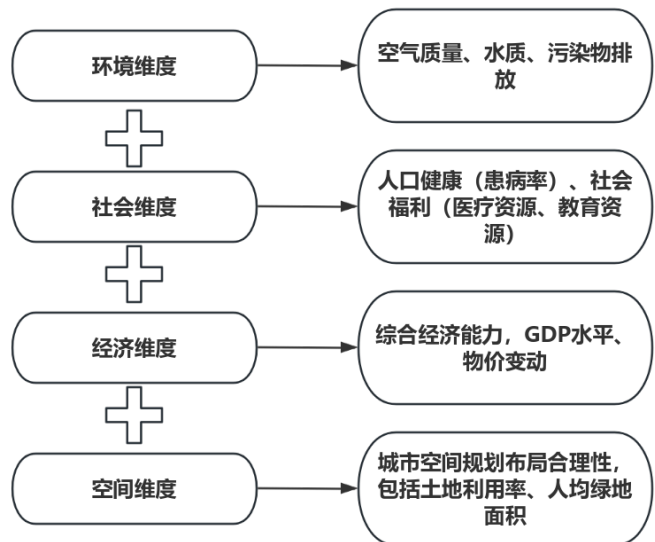 环境维度
空气质量、水质、污染物排
放
社会维度
人口健康（患病率）、社会
福利（医疗资源、教育资
源）
经济维度
综合经济能力，GDP水平、
物价变动
空间维度
城市空间规划布局合理性，
包括土地利用率、人均绿地
面积